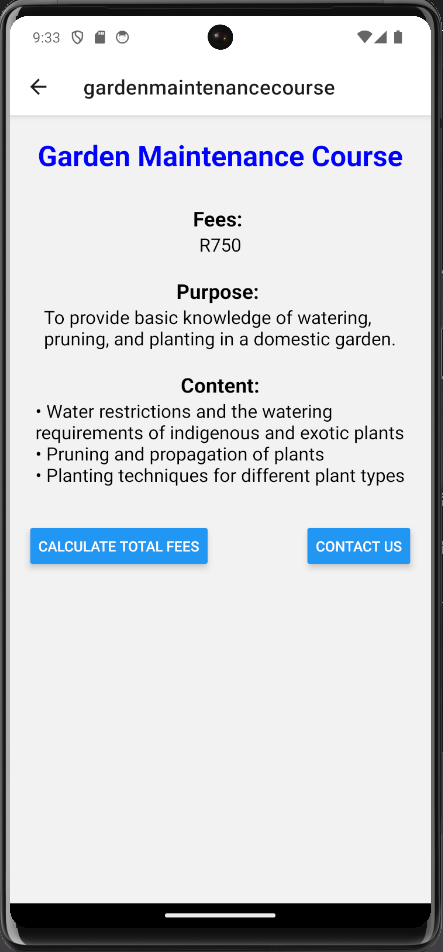 9:33
gardenmaintenancecourse
Garden Maintenance Course
Fees:
R750
Purpose:
To provide basic knowledge of watering,
pruning, and planting in a domestic garden.
Content:
• Water restrictions and the watering
requirements of indigenous and exotic plants
• Pruning and propagation of plants
• Planting techniques for different plant types
CALCULATE TOTAL FEES
CONTACT US